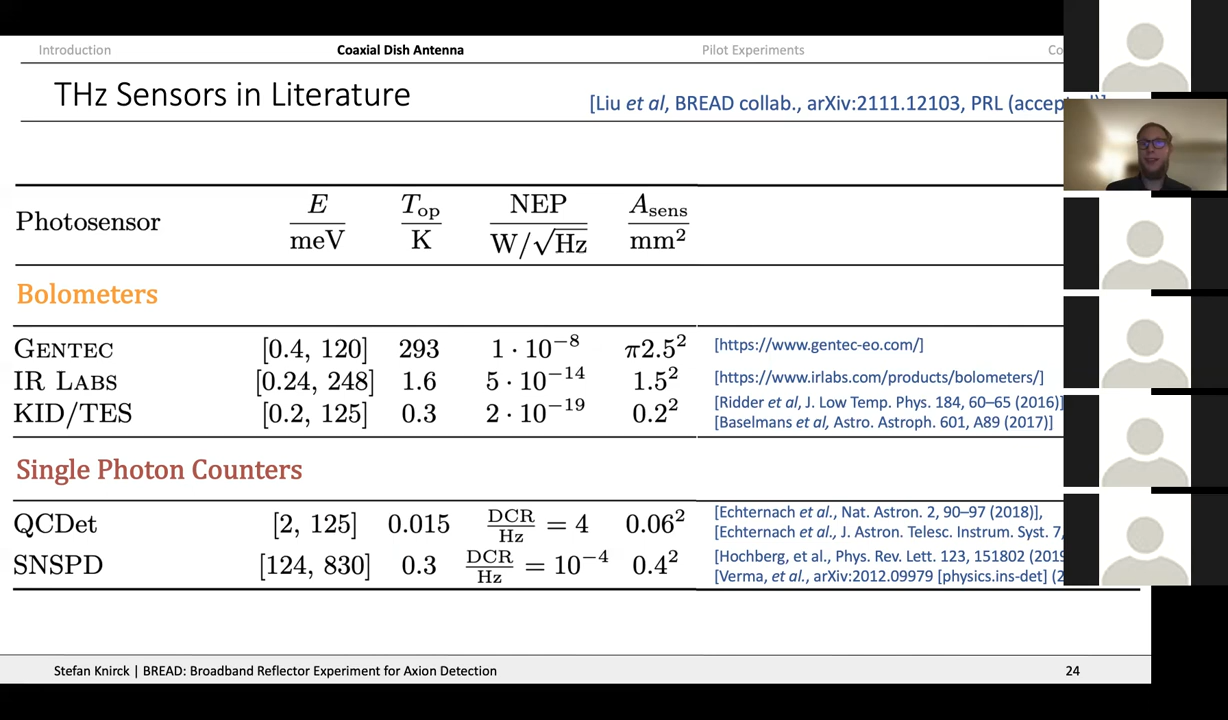 Introduction Coaxial Dish Antenna Pilot Experiments
THz Sensors in Literature
[Liu et al, BREAD collab., arXiv:2111.12103, PRL
Photosensor E/meV T_op/K NEP/W/√Hz A_sens/mm²
Bolometers
GENTEC [0.4, 120] 293 1 · 10⁻⁸ π2.5² [https://www.gentec-eo.com/]
IR LABS [0.24, 248] 1.6 5 · 10⁻¹⁴ 1.5² [https://www.irlabs.com/products/bolometers/]
KID/TES [0.2, 125] 0.3 2 · 10⁻¹⁹ 0.2² [Ridder et al, J. Low Temp. Phys. 184, 60–65 (2016)]
[Baselmans et al, Astro. Astroph. 601, A89 (2017)]
Single Photon Counters
QCDet [2, 125] 0.015 DCR/Hz = 4 0.06² [Echternach et al., Nat. Astron. 2, 90–97 (2018)],
[Echternach et al., J. Astron. Telesc. Instrum. Syst. 7,
SNSPD [124, 830] 0.3 DCR/Hz = 10⁻⁴ 0.4² [Hochberg, et al., Phys. Rev. Lett. 123, 151802
[Verma, et al., arXiv:2012.09979 [physics.ins-det]
Stefan Knirck | BREAD: Broadband Reflector Experiment for Axion Detection 24